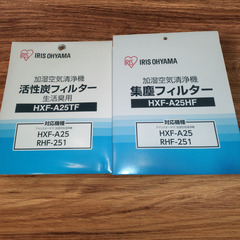 IRIS OHYAMA
加湿空気清浄機
活性炭フィルター
生活臭用
HXF-A25TF
対応機種
HXF-A25
RHF-251
IRIS OHYAMA
加湿空気清浄機
集塵フィルター
HXF-A25HF
対応機種
HXF-A25
RHF-251